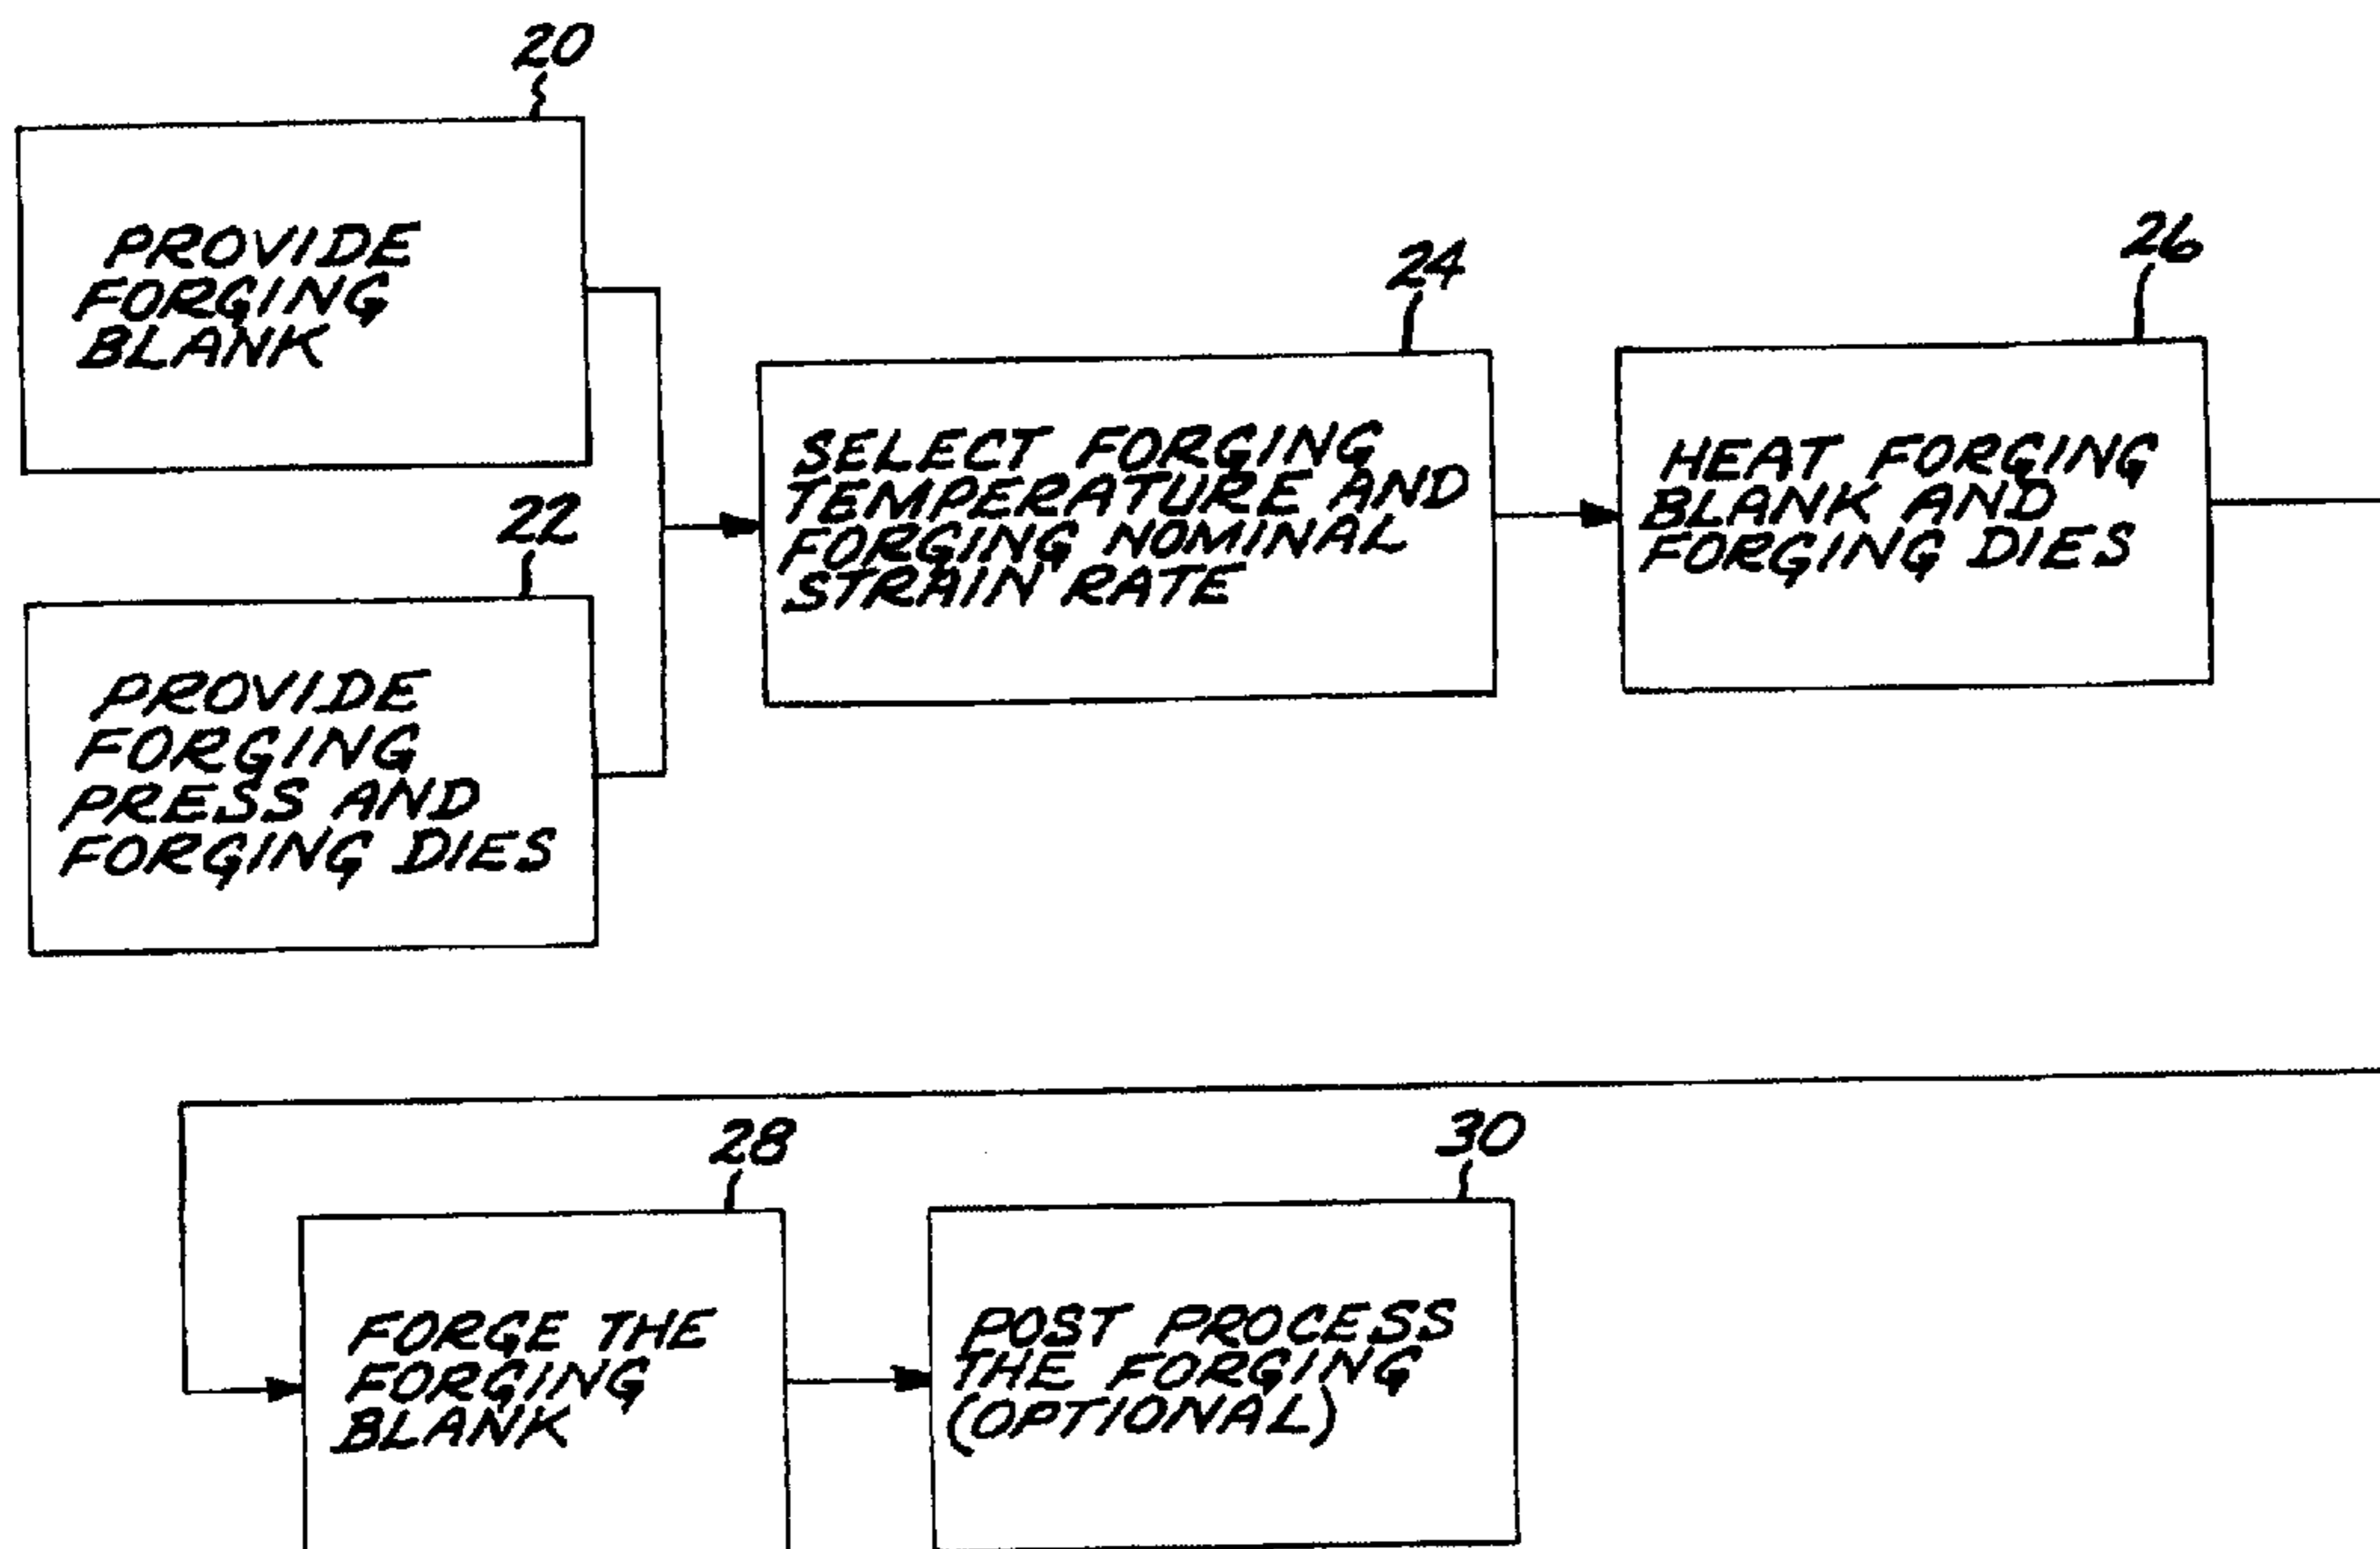 20
PROVIDE
FORGING
BLANK
22
PROVIDE
FORGING
PRESS AND
FORGING DIES
24
SELECT FORGING
TEMPERATURE AND
FORGING NOMINAL
STRAIN RATE
26
HEAT FORGING
BLANK AND
FORGING DIES
28
FORGE THE
FORGING
BLANK
30
POST PROCESS
THE FORGING
(OPTIONAL)